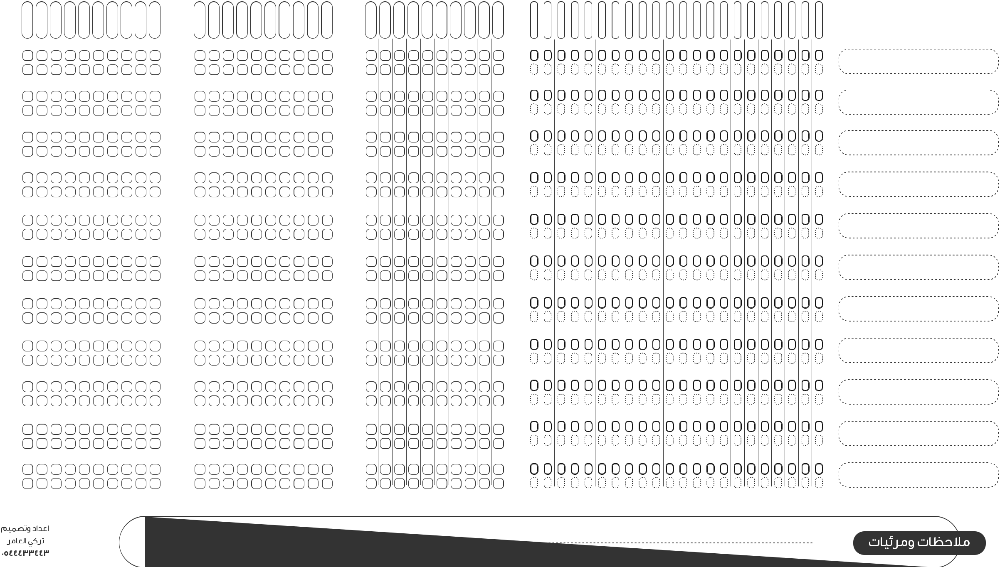 ملاحظات ومرئيات
إعداد وتصميم
تركي العامر
٠٥٤٤٤٣٣٤٤٣